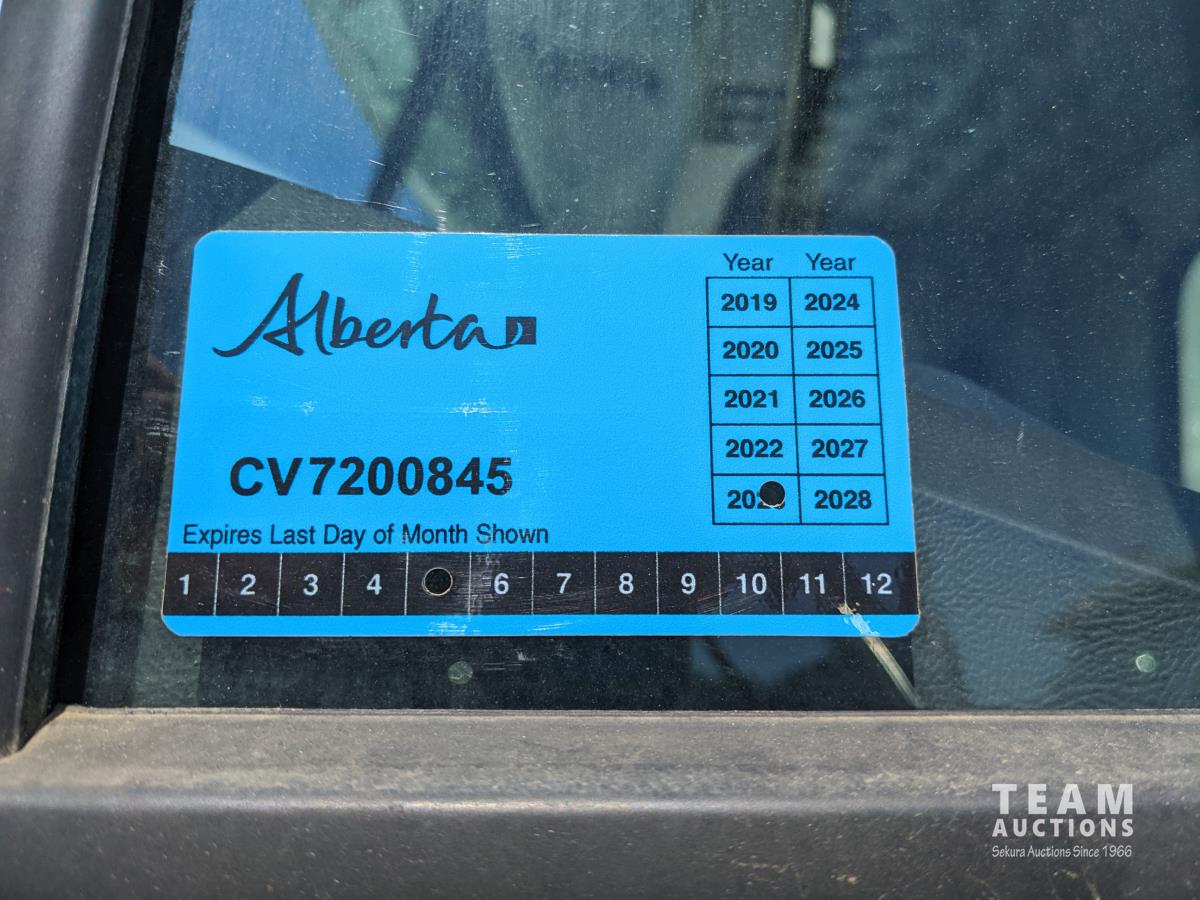 Alberta
Year Year
2019 2024
2020 2025
2021 2026
2022 2027
2028
CV7200845
Expires Last Day of Month Shown
1 2 3 4 6 7 8 9 10 11 12
TEAM
AUCTIONS
Sekura Auctions Since 1966